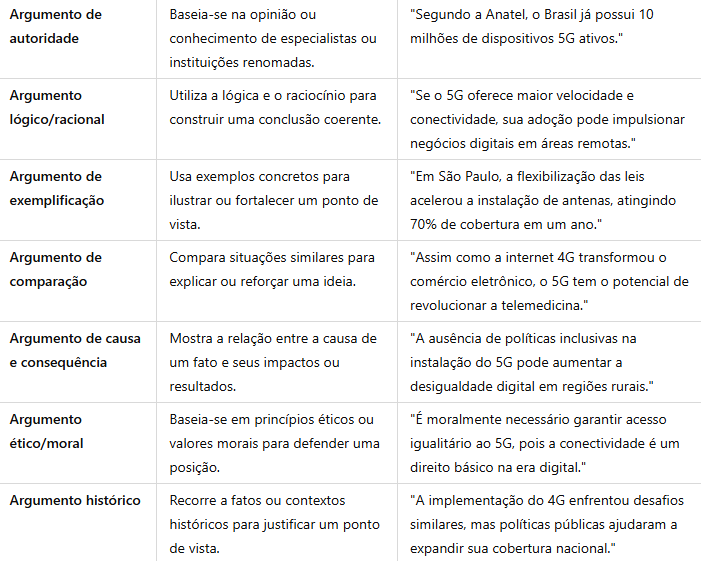 Argumento de
autoridade
Baseia-se na opinião ou
conhecimento de especialistas ou
instituições renomadas.
"Segundo a Anatel, o Brasil já possui 10
milhões de dispositivos 5G ativos."
Argumento
lógico/racional
Utiliza a lógica e o raciocínio para
construir uma conclusão coerente.
"Se o 5G oferece maior velocidade e
conectividade, sua adoção pode impulsionar
negócios digitais em áreas remotas."
Argumento de
exemplificação
Usa exemplos concretos para
ilustrar ou fortalecer um ponto de
vista.
"Em São Paulo, a flexibilização das leis
acelerou a instalação de antenas, atingindo
70% de cobertura em um ano."
Argumento de
comparação
Compara situações similares para
explicar ou reforçar uma ideia.
"Assim como a internet 4G transformou o
comércio eletrônico, o 5G tem o potencial de
revolucionar a telemedicina."
Argumento de causa
e consequência
Mostra a relação entre a causa de
um fato e seus impactos ou
resultados.
"A ausência de políticas inclusivas na
instalação do 5G pode aumentar a
desigualdade digital em regiões rurais."
Argumento
ético/moral
Baseia-se em princípios éticos ou
valores morais para defender uma
posição.
"É moralmente necessário garantir acesso
igualitário ao 5G, pois a conectividade é um
direito básico na era digital."
Argumento histórico
Recorre a fatos ou contextos
históricos para justificar um ponto
de vista.
"A implementação do 4G enfrentou desafios
similares, mas políticas públicas ajudaram a
expandir sua cobertura nacional."